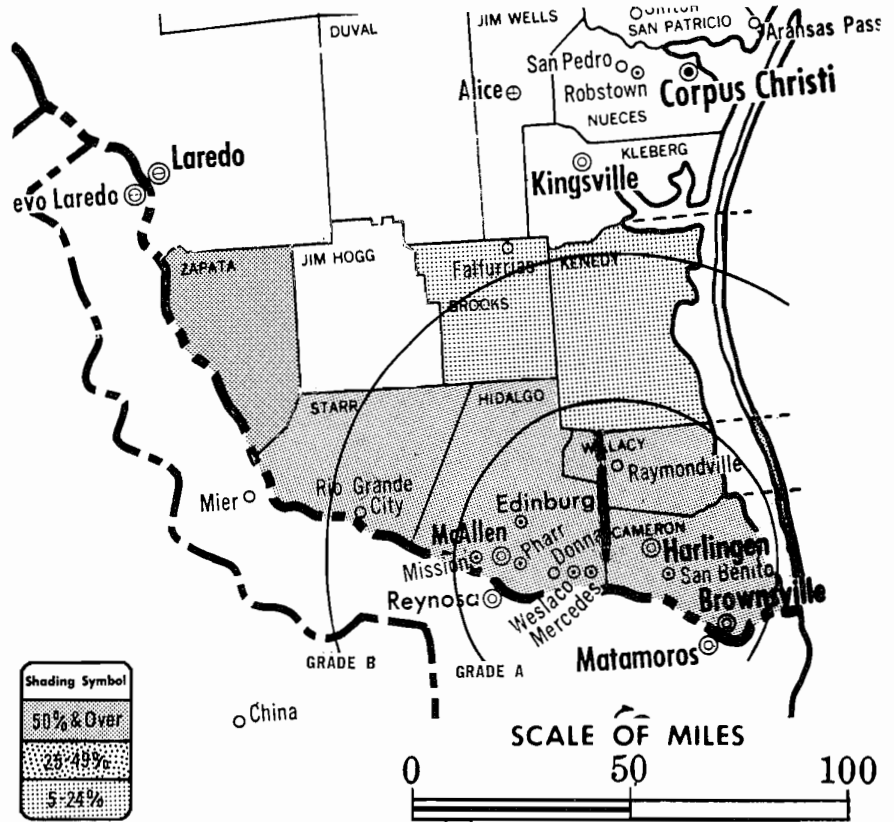 DUVAL
JIM WELLS
SAN PATRICIO
Aransas Pass
San Pedro
Alice
Robstown
Corpus Christi
NUECES
KLEBERG
Laredo
Kingsville
evo Laredo
ZAPATA
JIM HOGG
Falfurrias
KENEDY
BROOKS
STARR
HIDALGO
WILLACY
Raymondville
Mier
Rio Grande
City
Edinburg
McAllen
Pharr
Donna
CAMERON
Harlingen
Mission
San Benito
Reynosa
Weslaco
Mercedes
Brownsville
Matamoros
GRADE B
GRADE A
China
Shading Symbol
50% & Over
25-49%
5-24%
SCALE OF MILES
0 50 100